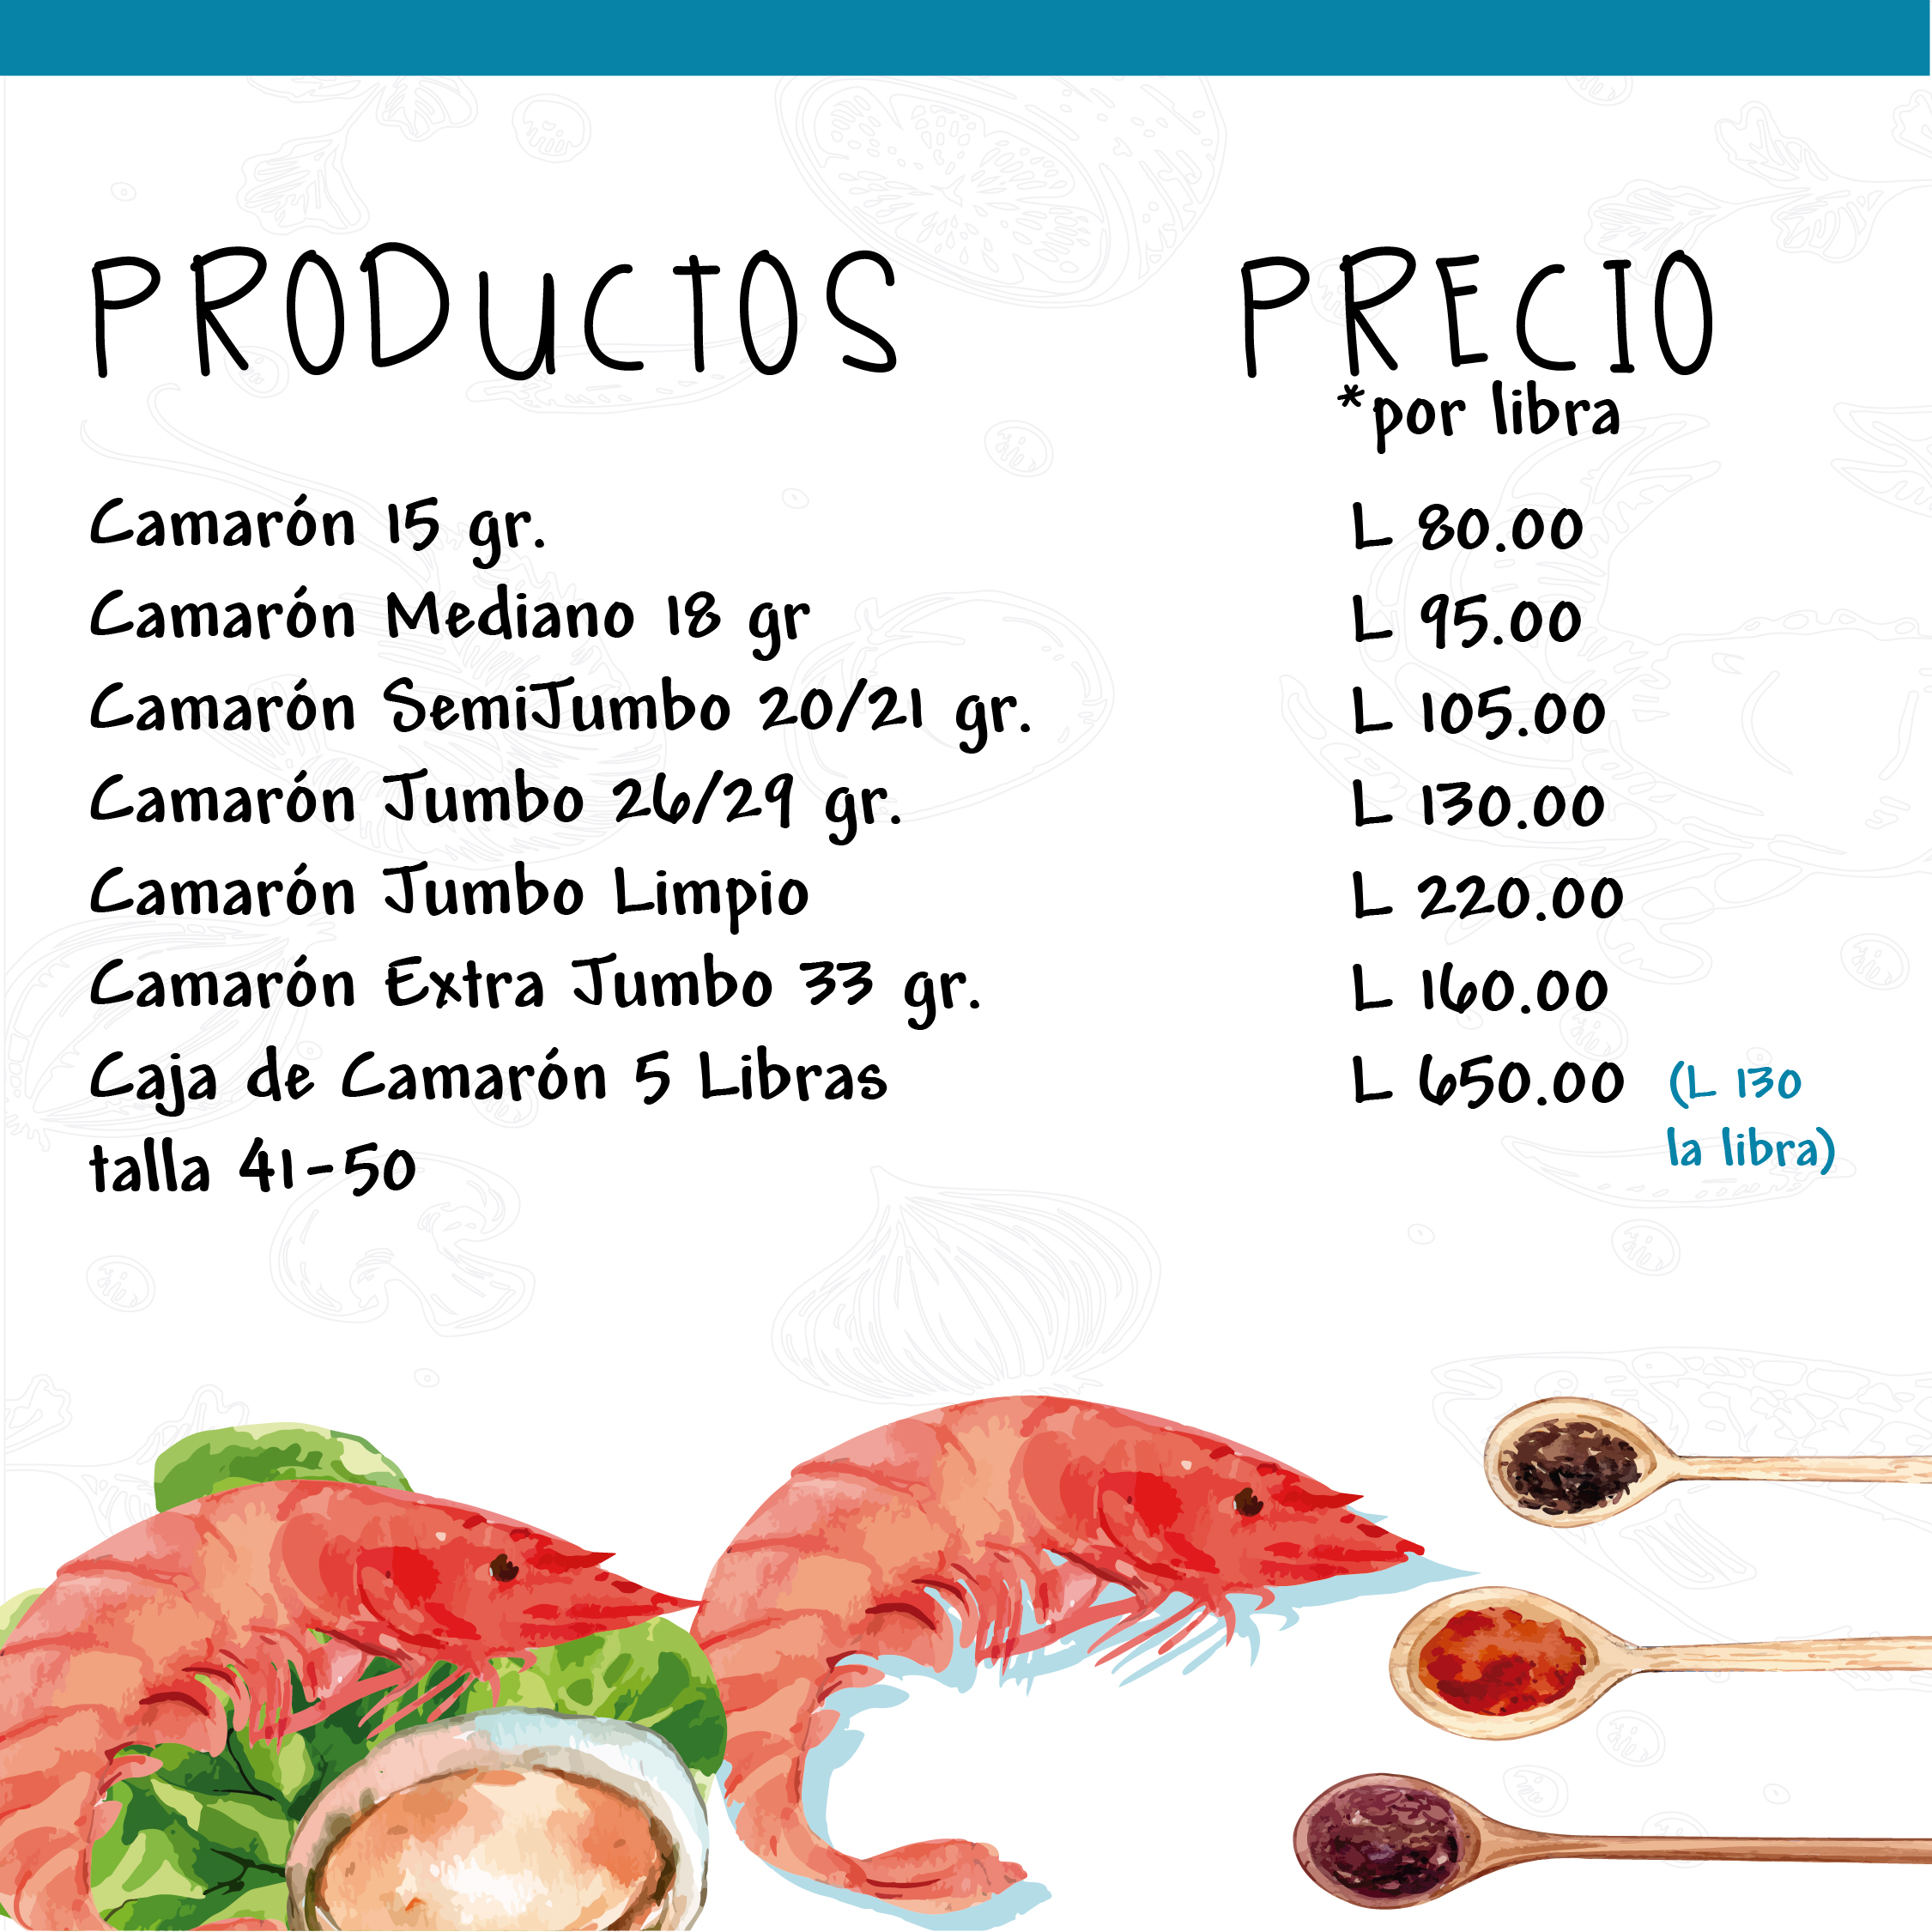 PRODUCTOS PRECIO
*por libra
Camarón 15 gr. L 80.00
Camarón Mediano 18 gr L 95.00
Camarón SemiJumbo 20/21 gr. L 105.00
Camarón Jumbo 26/29 gr. L 130.00
Camarón Jumbo Limpio L 220.00
Camarón Extra Jumbo 33 gr. L 160.00
Caja de Camarón 5 Libras L 650.00 (L 130
talla 41-50 la libra)